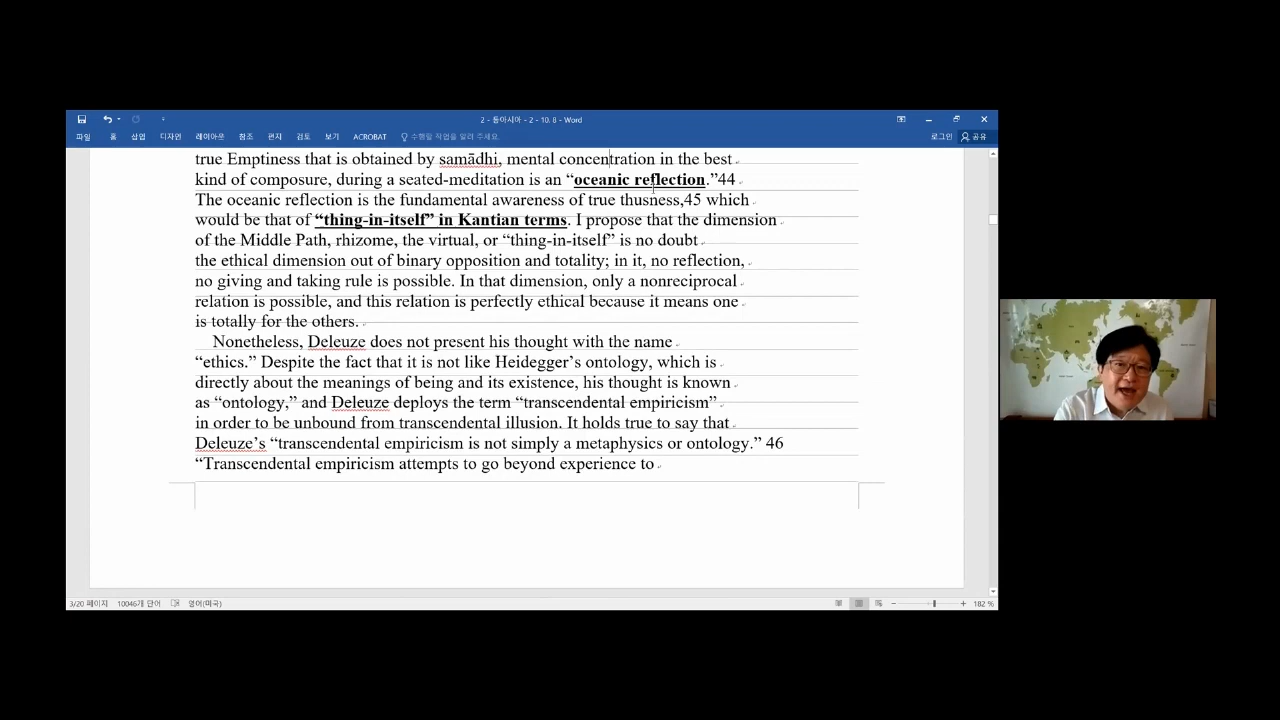 2 - 동아시아 - 2 - 10. 8 - Word
파일 홈 삽입 디자인 레이아웃 참조 편지 검토 보기 ACROBAT 수행할 작업을 알려 주세요. 로그인 공유
true Emptiness that is obtained by samādhi, mental concentration in the best
kind of composure, during a seated-meditation is an “oceanic reflection.”44
The oceanic reflection is the fundamental awareness of true thusness,45 which
would be that of “thing-in-itself” in Kantian terms. I propose that the dimension
of the Middle Path, rhizome, the virtual, or “thing-in-itself” is no doubt
the ethical dimension out of binary opposition and totality; in it, no reflection,
no giving and taking rule is possible. In that dimension, only a nonreciprocal
relation is possible, and this relation is perfectly ethical because it means one
is totally for the others.
Nonetheless, Deleuze does not present his thought with the name
“ethics.” Despite the fact that it is not like Heidegger’s ontology, which is
directly about the meanings of being and its existence, his thought is known
as “ontology,” and Deleuze deploys the term “transcendental empiricism”
in order to be unbound from transcendental illusion. It holds true to say that
Deleuze’s “transcendental empiricism is not simply a metaphysics or ontology.” 46
“Transcendental empiricism attempts to go beyond experience to
3/20 페이지 10046개 단어 영어(미국) 182 %